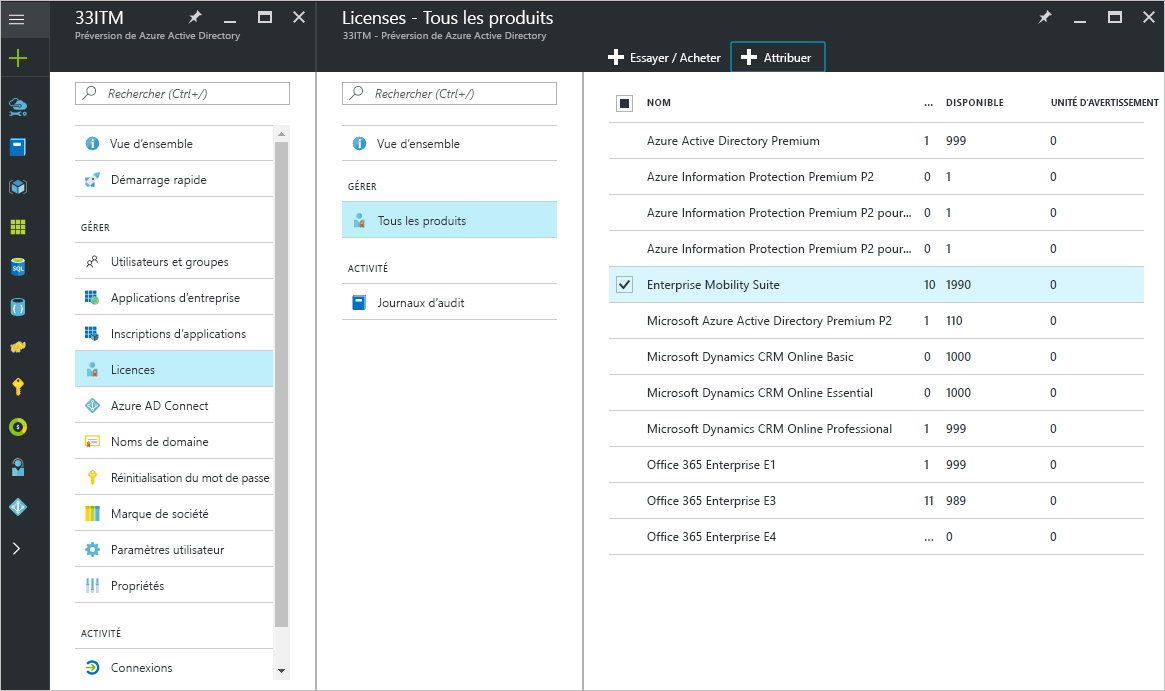 33ITM
Préversion de Azure Active Directory
Rechercher (Ctrl+/)
Vue d'ensemble
Démarrage rapide
GÉRER
Utilisateurs et groupes
Applications d'entreprise
Inscriptions d'applications
Licences
Azure AD Connect
Noms de domaine
Réinitialisation du mot de passe
Marque de société
Paramètres utilisateur
Propriétés
ACTIVITÉ
Connexions
Licenses - Tous les produits
33ITM - Préversion de Azure Active Directory
Rechercher (Ctrl+/)
Vue d'ensemble
GÉRER
Tous les produits
ACTIVITÉ
Journaux d'audit
Essayer / Acheter Attribuer
NOM ... DISPONIBLE UNITÉ D'AVERTISSEMENT
Azure Active Directory Premium 1 999 0
Azure Information Protection Premium P2 0 1 0
Azure Information Protection Premium P2 pour... 0 1 0
Azure Information Protection Premium P2 pour... 0 1 0
Enterprise Mobility Suite 10 1990 0
Microsoft Azure Active Directory Premium P2 1 110 0
Microsoft Dynamics CRM Online Basic 0 1000 0
Microsoft Dynamics CRM Online Essential 0 1000 0
Microsoft Dynamics CRM Online Professional 1 999 0
Office 365 Enterprise E1 1 999 0
Office 365 Enterprise E3 11 989 0
Office 365 Enterprise E4 ... 0 0
SQL